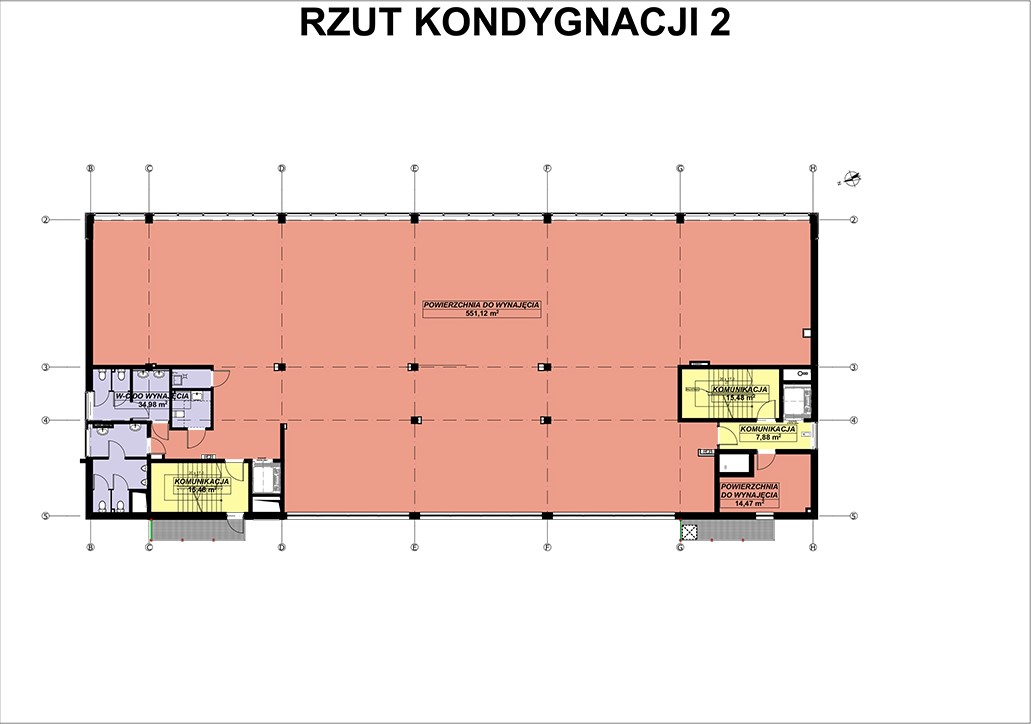 RZUT KONDYGNACJI 2
B C D E F G H
2 2
POWIERZCHNIA DO WYNAJĘCIA
551,12 m²
3 3
W-C DO WYNAJĘCIA
34,98 m²
KOMUNIKACJA
15,48 m²
4 4
KOMUNIKACJA
7,88 m²
KOMUNIKACJA
15,48 m²
POWIERZCHNIA
DO WYNAJĘCIA
14,47 m²
5 5
B C D E F G H